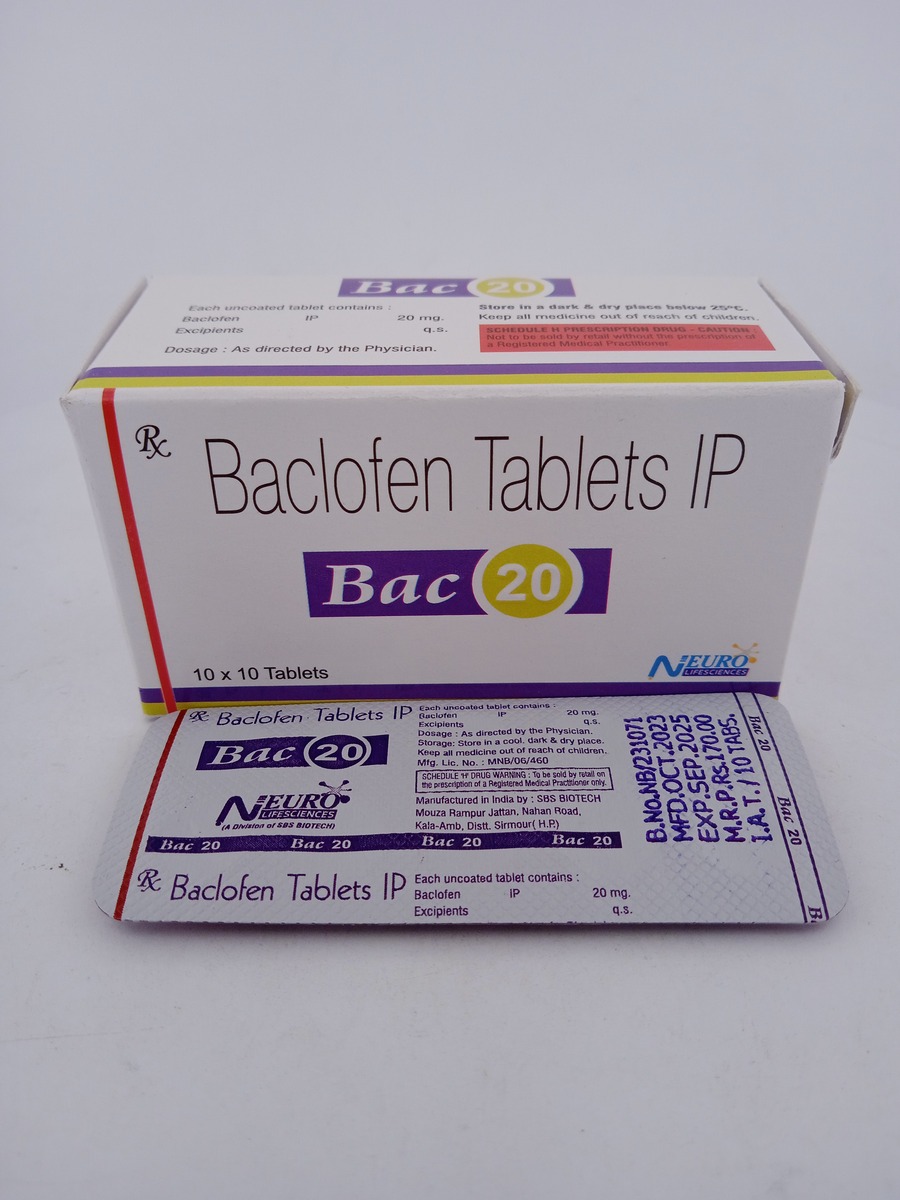 Bac 20
Each uncoated tablet contains :
Baclofen IP 20 mg.
Excipients q.s.
Dosage : As directed by the Physician.
Store in a dark & dry place below 25°C.
Keep all medicine out of reach of children.
SCHEDULE H PRESCRIPTION DRUG - CAUTION
Not to be sold by retail without the prescription of
a Registered Medical Practitioner
Rx
Baclofen Tablets IP
Bac 20
10 x 10 Tablets
NEURO
LIFESCIENCES
Rx Baclofen Tablets IP
Bac 20
NEURO
LIFESCIENCES
(A Division of SBS BIOTECH)
Each uncoated tablet contains :
Baclofen IP 20 mg.
Excipients q.s.
Dosage : As directed by the Physician.
Storage: Store in a cool, dark & dry place.
Keep all medicine out of reach of children.
Mfg. Lic. No. : MNB/06/460
SCHEDULE 'H' DRUG WARNING : To be sold by retail on
the prescription of a Registered Medical Practitioner only.
Manufactured in India by : SBS BIOTECH
Mouza Rampur Jattan, Nahan Road,
Kala-Amb, Distt. Sirmour( H.P.)
Bac 20 Bac 20 Bac 20 Bac 20
Rx Baclofen Tablets IP
Each uncoated tablet contains :
Baclofen IP 20 mg.
Excipients q.s.
B.No.NB/231071
MFD.OCT.2023
EXP.SEP.2025
M.R.P.Rs.170.00
I.A.T./10 TABS.
Bac 20
Bac 20
B